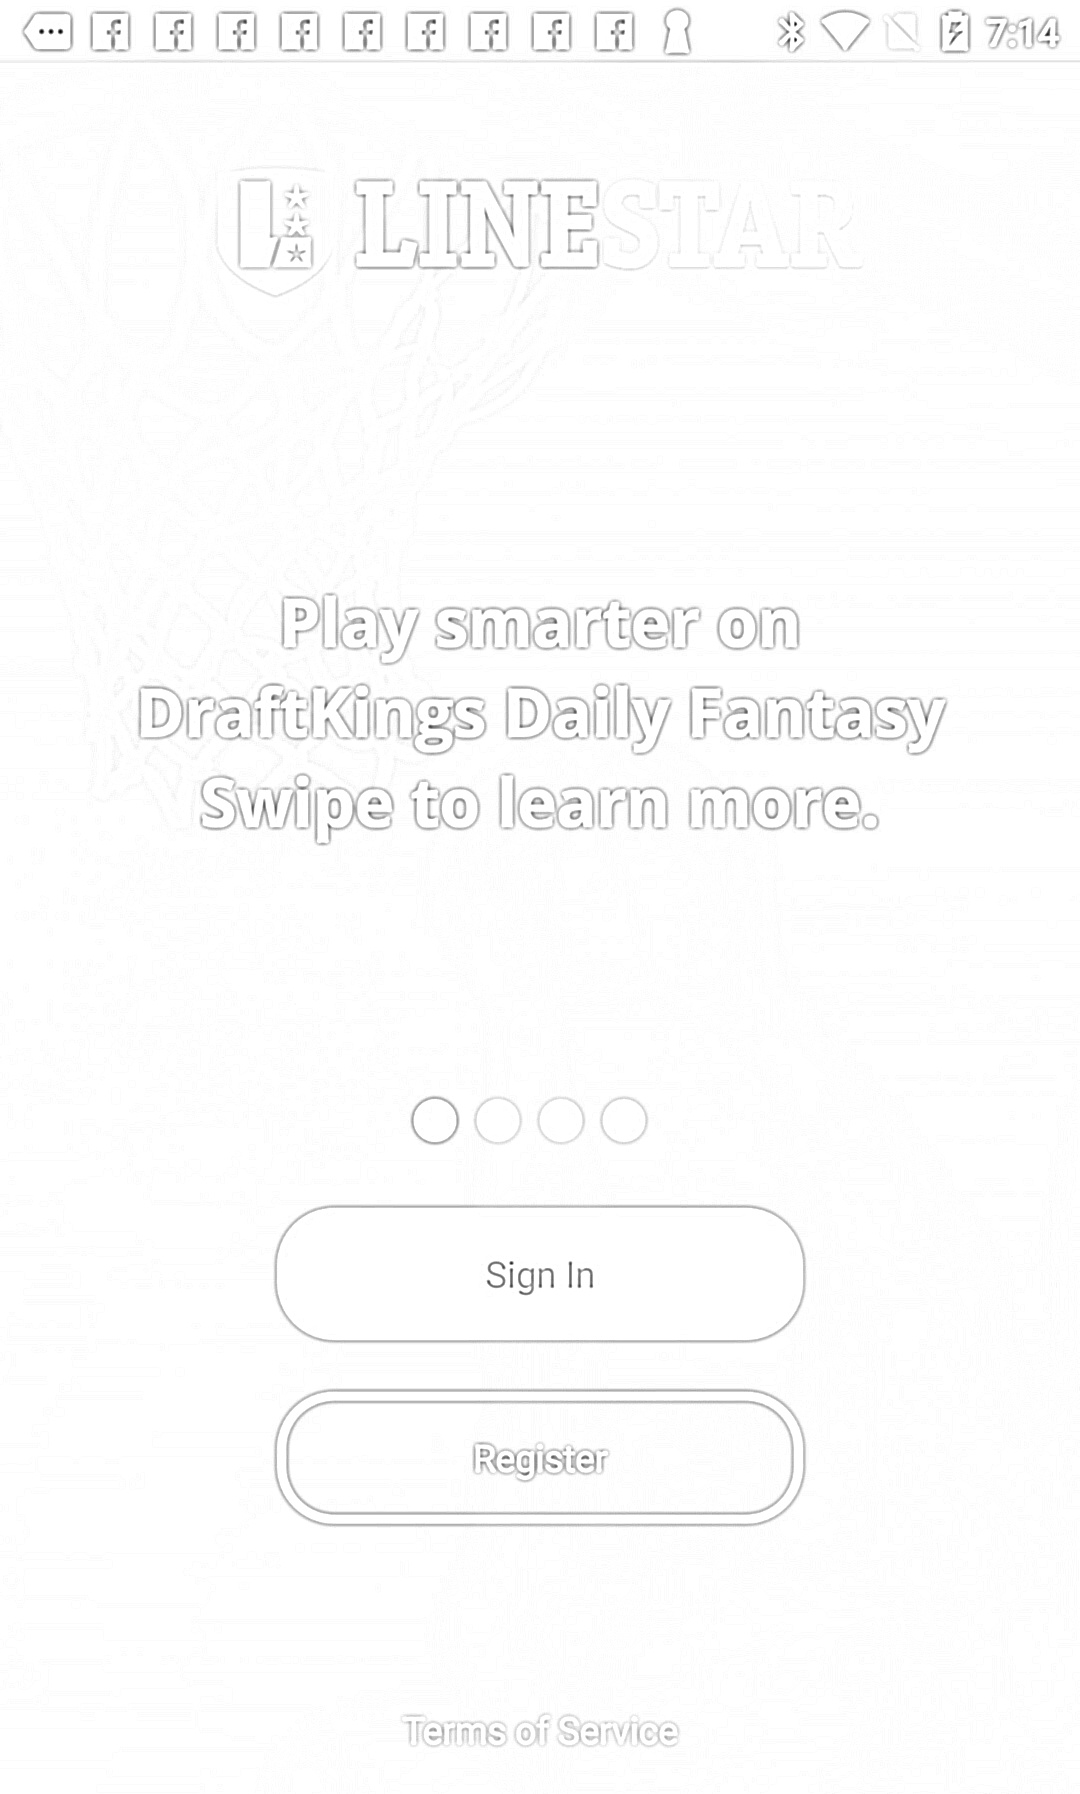 7:14
LINESTAR
Play smarter on
DraftKings Daily Fantasy
Swipe to learn more.
Sign In
Register
Terms of Service